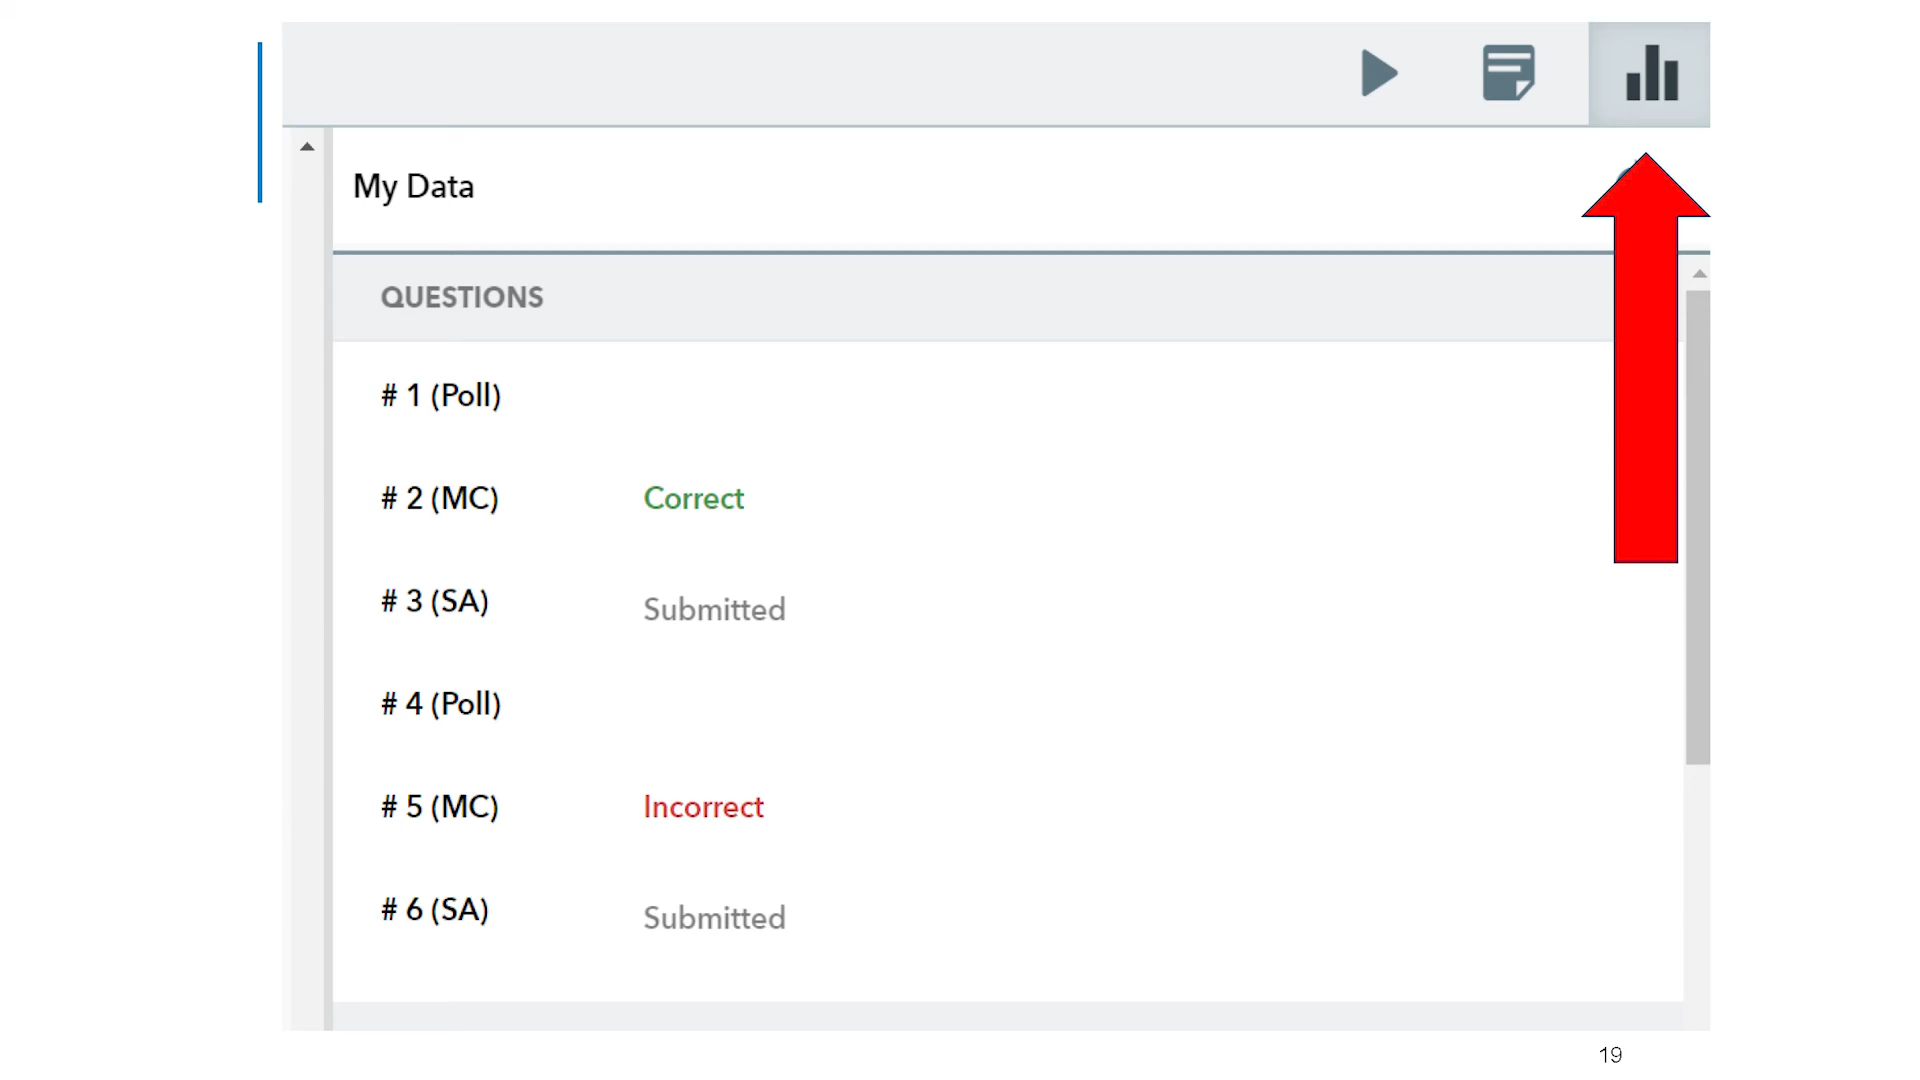 My Data
QUESTIONS
# 1 (Poll)
# 2 (MC) Correct
# 3 (SA) Submitted
# 4 (Poll)
# 5 (MC) Incorrect
# 6 (SA) Submitted
19